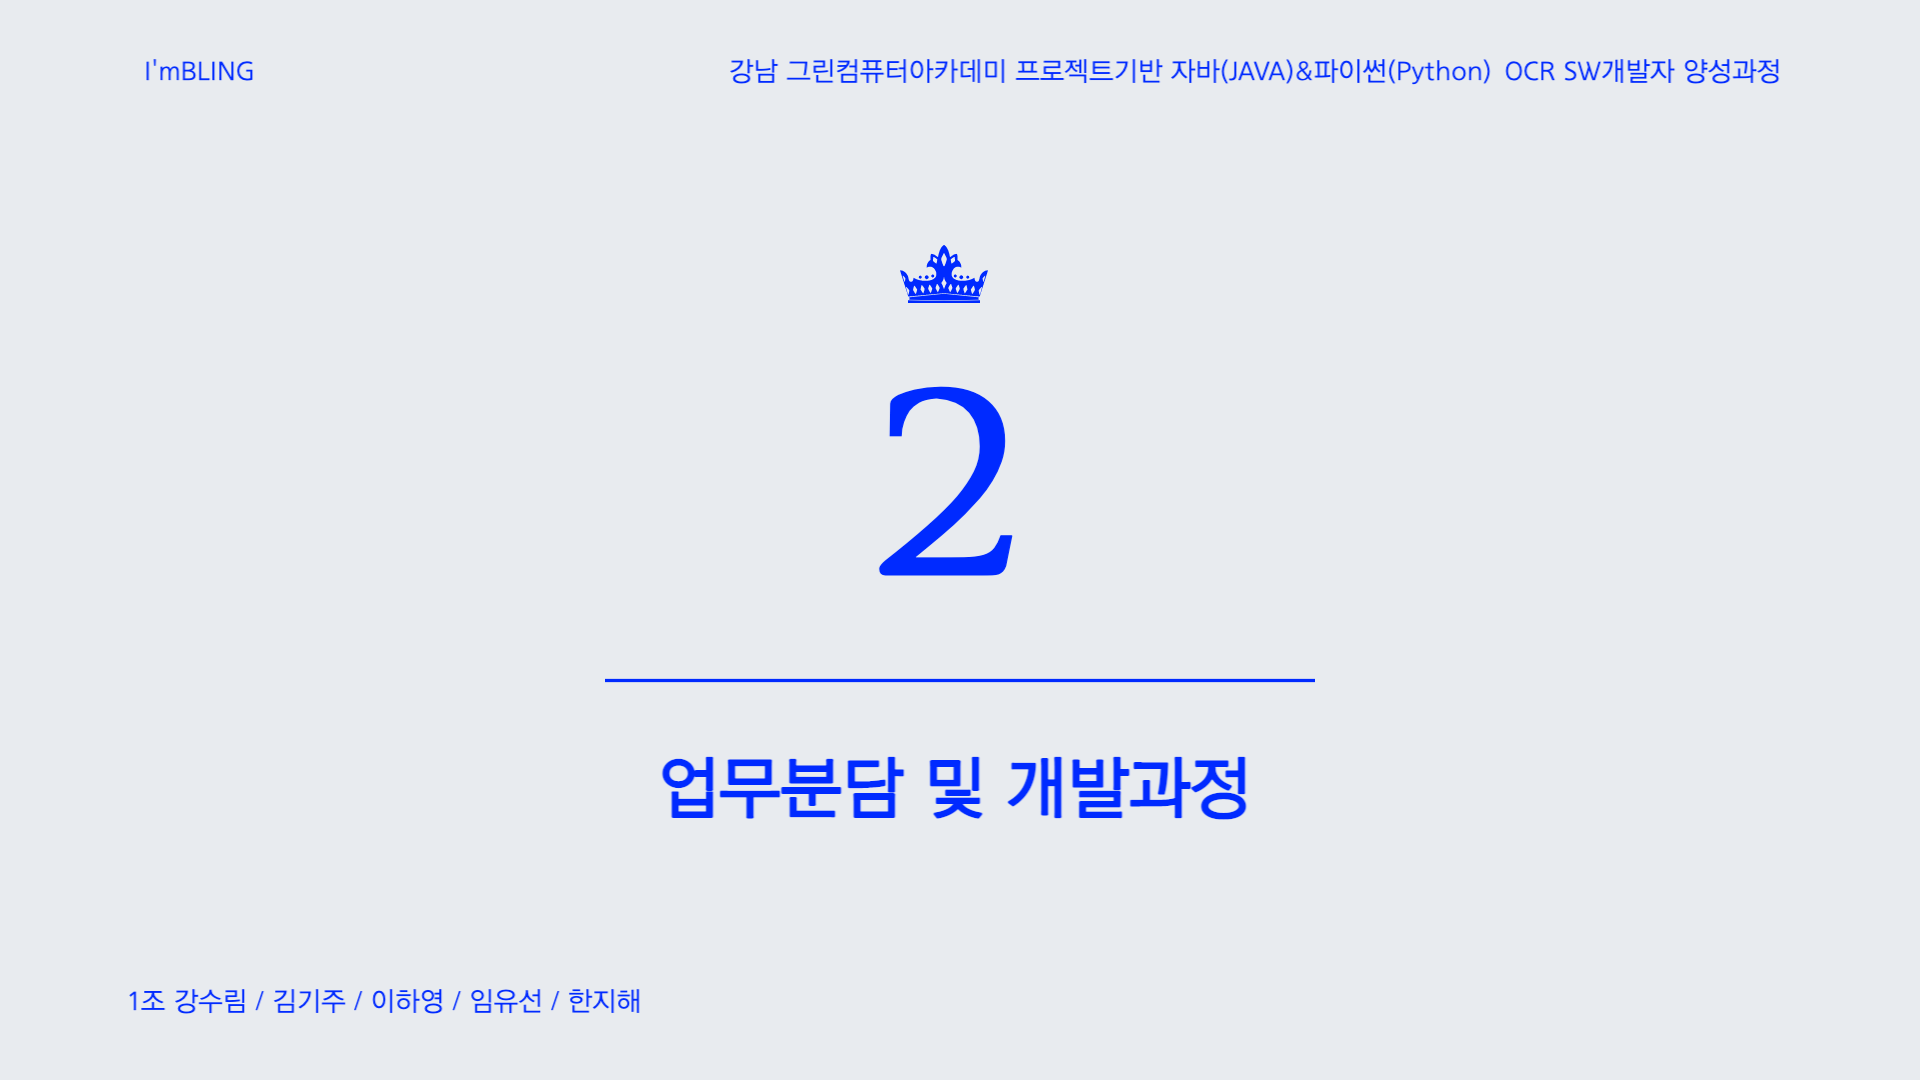 I'mBLING
강남 그린컴퓨터아카데미 프로젝트기반 자바(JAVA)&파이썬(Python) OCR SW개발자 양성과정
2
업무분담 및 개발과정
1조 강수림 / 김기주 / 이하영 / 임유선 / 한지해